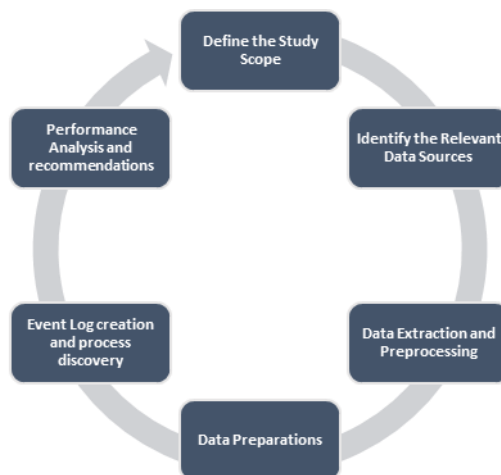 Define the Study
Scope
Identify the Relevant
Data Sources
Data Extraction and
Preprocessing
Data Preparations
Event Log creation
and process
discovery
Performance
Analysis and
recommendations